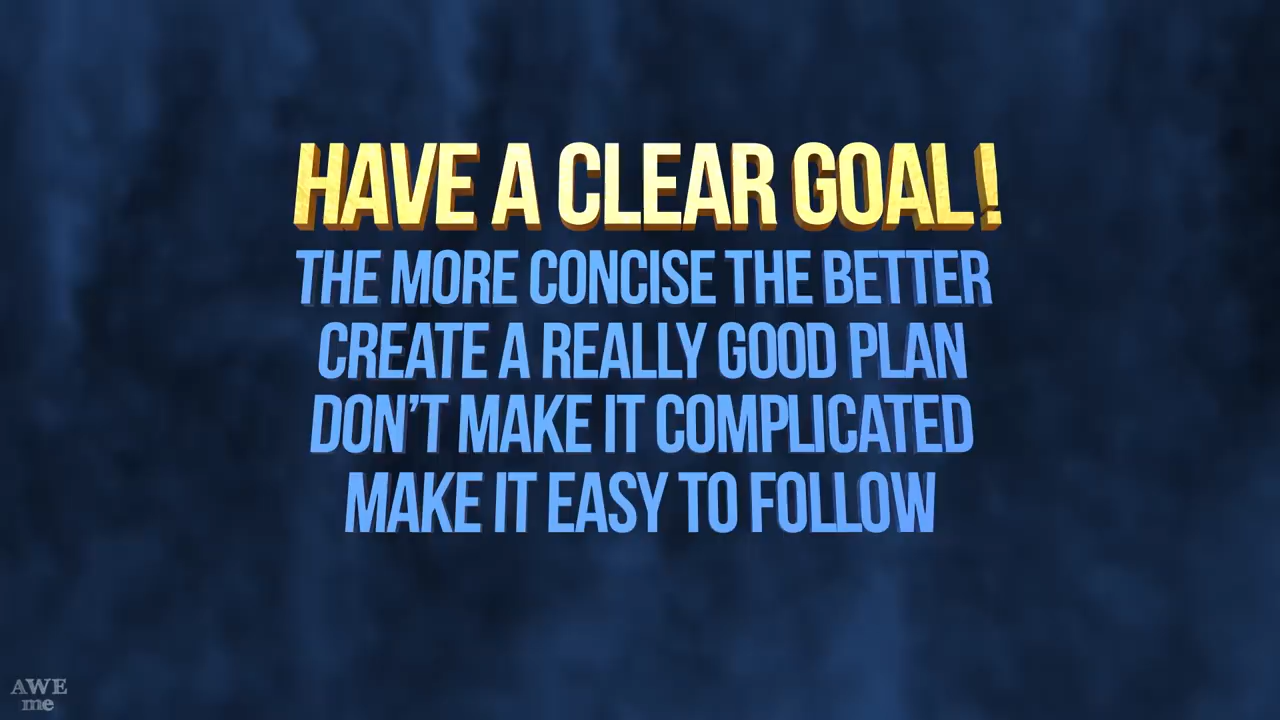 HAVE A CLEAR GOAL!
THE MORE CONCISE THE BETTER
CREATE A REALLY GOOD PLAN
DON'T MAKE IT COMPLICATED
MAKE IT EASY TO FOLLOW
AWE
me